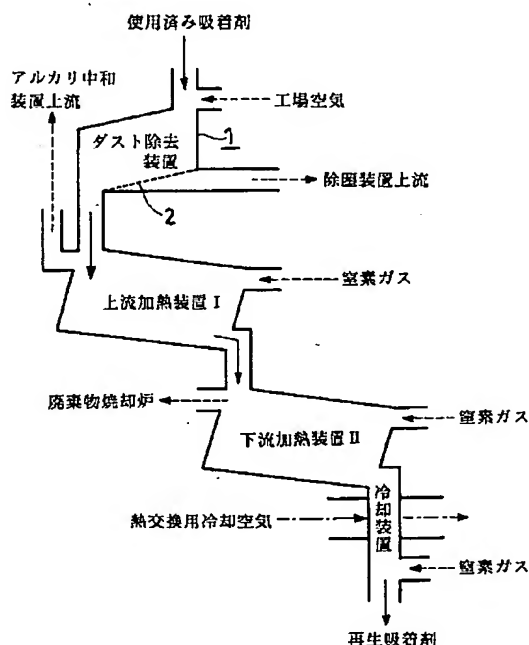 使用済み吸着剤
アルカリ中和
装置上流
工場空気
ダスト除去
装置
1
除塵装置上流
2
窒素ガス
上流加熱装置Ⅰ
廃棄物焼却炉
窒素ガス
下流加熱装置Ⅱ
冷却装置
熱交換用冷却空気
窒素ガス
再生吸着剤